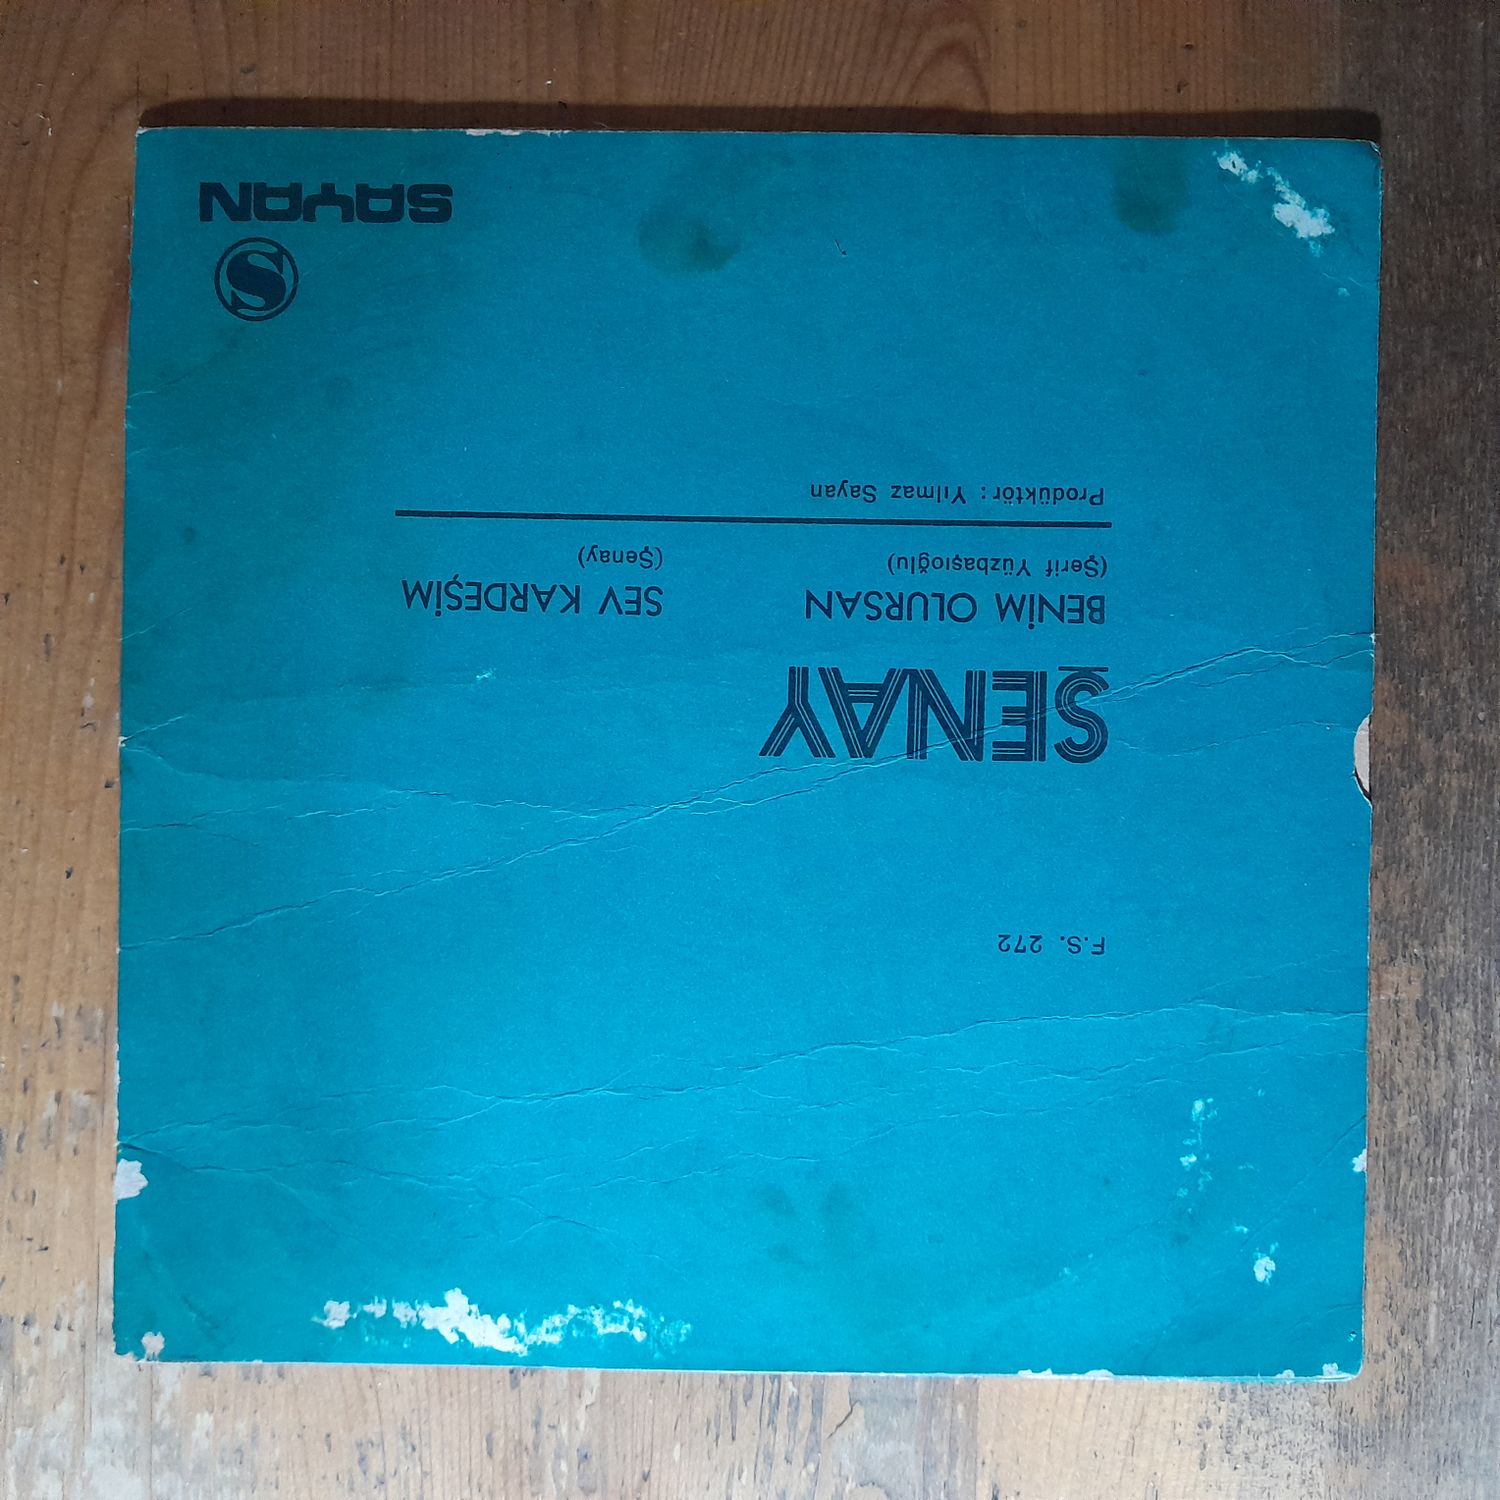 F.S. 272
ŞENAY
BENİM OLURSAN
(Şerif Yüzbaşıoğlu)
SEV KARDEŞİM
(Şenay)
Prodüktör: Yılmaz Sayan
S
SAYAN